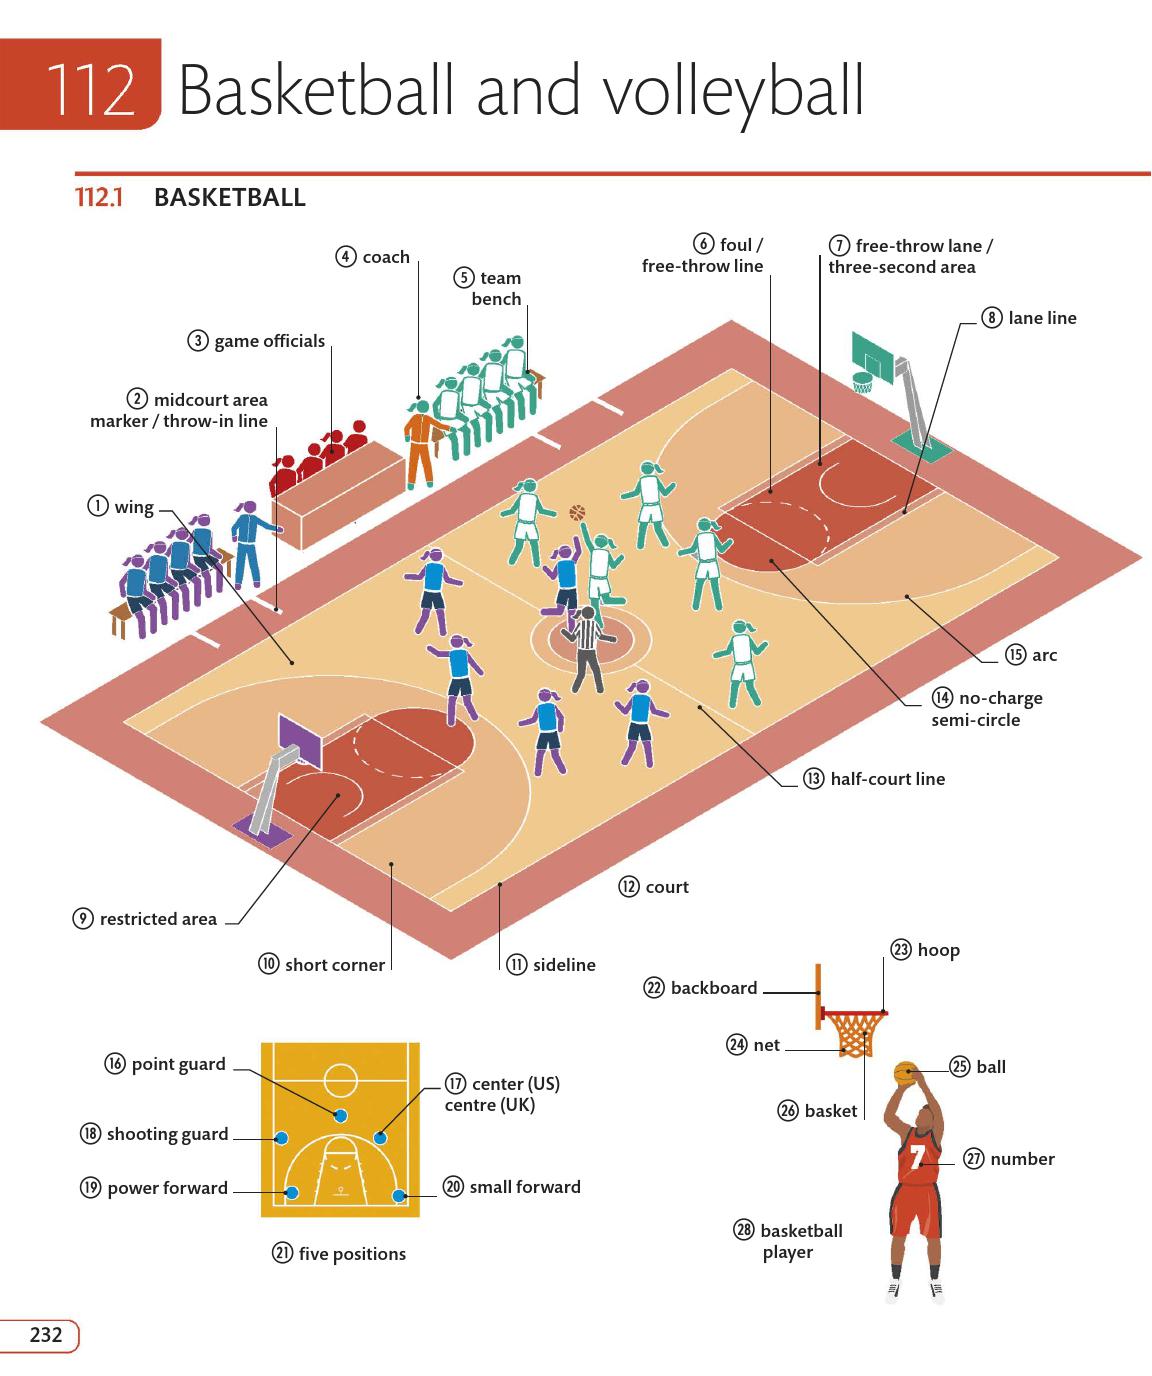 112 Basketball and volleyball
112.1 BASKETBALL
④ coach
⑤ team
bench
⑥ foul /
free-throw line
⑦ free-throw lane /
three-second area
⑧ lane line
③ game officials
② midcourt area
marker / throw-in line
① wing
⑮ arc
⑭ no-charge
semi-circle
⑬ half-court line
⑫ court
⑨ restricted area
⑩ short corner
⑪ sideline
㉓ hoop
㉒ backboard
㉔ net
㉕ ball
㉖ basket
7
㉗ number
㉘ basketball
player
⑯ point guard
⑰ center (US)
centre (UK)
⑱ shooting guard
⑲ power forward
⑳ small forward
㉑ five positions
232